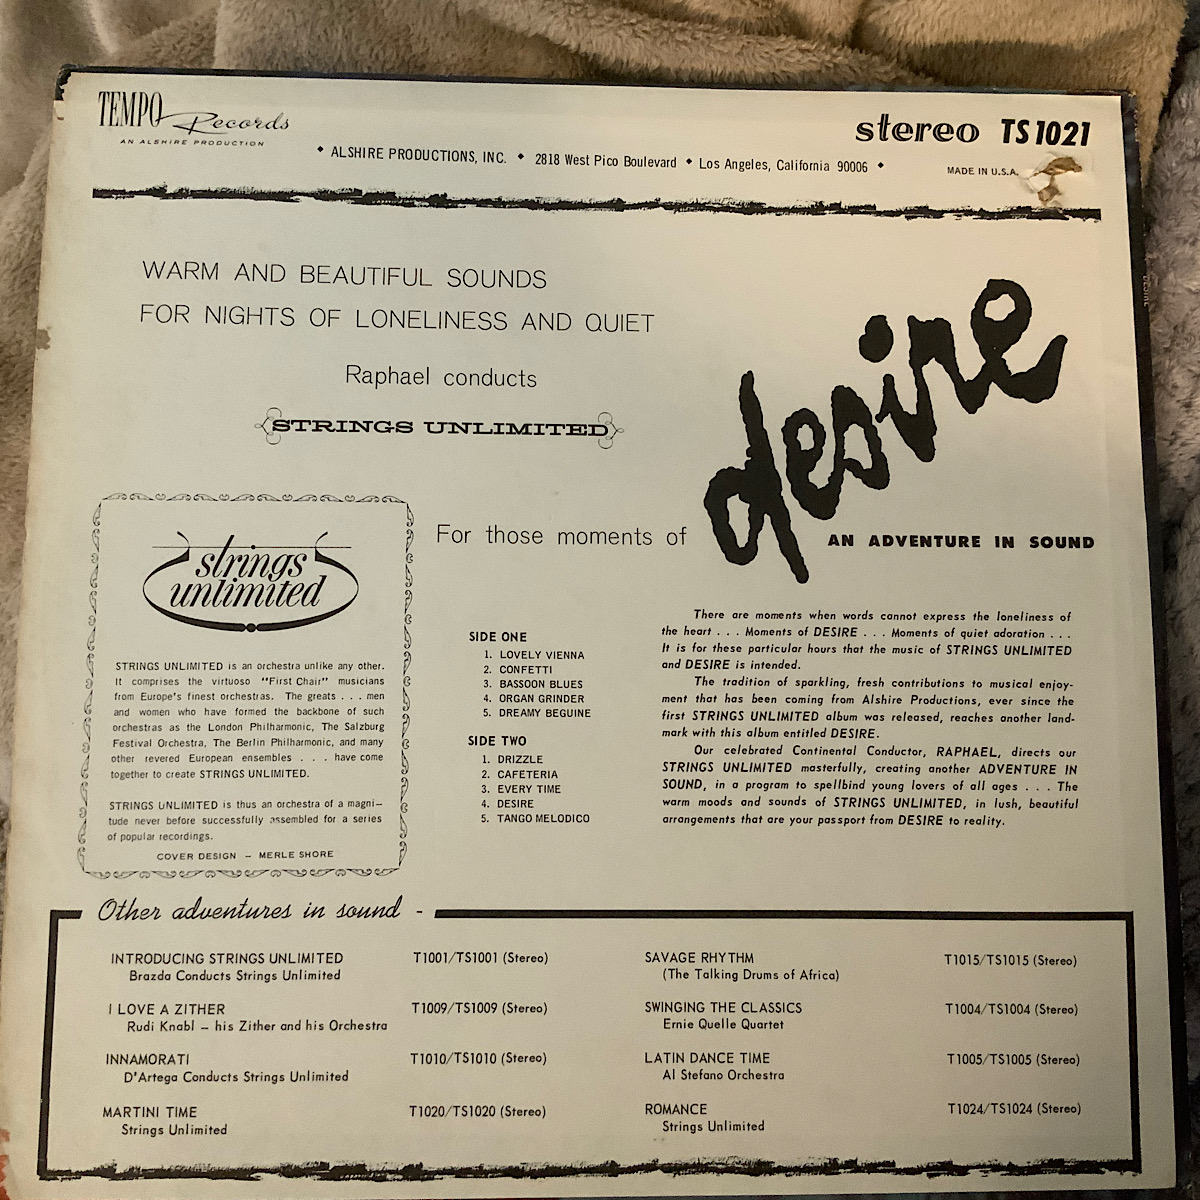 TEMPO Records
AN ALSHIRE PRODUCTION
stereo TS 1021
• ALSHIRE PRODUCTIONS, INC. • 2818 West Pico Boulevard • Los Angeles, California 90006 •
MADE IN U.S.A.
WARM AND BEAUTIFUL SOUNDS
FOR NIGHTS OF LONELINESS AND QUIET
Raphael conducts
STRINGS UNLIMITED
For those moments of
desire
AN ADVENTURE IN SOUND
strings
unlimited
STRINGS UNLIMITED is an orchestra unlike any other.
It comprises the virtuoso "First Chair" musicians
from Europe's finest orchestras. The greats . . . men
and women who have formed the backbone of such
orchestras as the London Philharmonic, The Salzburg
Festival Orchestra, The Berlin Philharmonic, and many
other revered European ensembles . . . have come
together to create STRINGS UNLIMITED.
STRINGS UNLIMITED is thus an orchestra of a magni-
tude never before successfully assembled for a series
of popular recordings.
COVER DESIGN – MERLE SHORE
SIDE ONE
1. LOVELY VIENNA
2. CONFETTI
3. BASSOON BLUES
4. ORGAN GRINDER
5. DREAMY BEGUINE
SIDE TWO
1. DRIZZLE
2. CAFETERIA
3. EVERY TIME
4. DESIRE
5. TANGO MELODICO
There are moments when words cannot express the loneliness of
the heart . . . Moments of DESIRE . . . Moments of quiet adoration . . .
It is for these particular hours that the music of STRINGS UNLIMITED
and DESIRE is intended.
The tradition of sparkling, fresh contributions to musical enjoy-
ment that has been coming from Alshire Productions, ever since the
first STRINGS UNLIMITED album was released, reaches another land-
mark with this album entitled DESIRE.
Our celebrated Continental Conductor, RAPHAEL, directs our
STRINGS UNLIMITED masterfully, creating another ADVENTURE IN
SOUND, in a program to spellbind young lovers of all ages . . . The
warm moods and sounds of STRINGS UNLIMITED, in lush, beautiful
arrangements that are your passport from DESIRE to reality.
Other adventures in sound -
INTRODUCING STRINGS UNLIMITED T1001/TS1001 (Stereo)
Brazda Conducts Strings Unlimited
I LOVE A ZITHER T1009/TS1009 (Stereo)
Rudi Knabl – his Zither and his Orchestra
INNAMORATI T1010/TS1010 (Stereo)
D'Artega Conducts Strings Unlimited
MARTINI TIME T1020/TS1020 (Stereo)
Strings Unlimited
SAVAGE RHYTHM T1015/TS1015 (Stereo)
(The Talking Drums of Africa)
SWINGING THE CLASSICS T1004/TS1004 (Stereo)
Ernie Quelle Quartet
LATIN DANCE TIME T1005/TS1005 (Stereo)
Al Stefano Orchestra
ROMANCE T1024/TS1024 (Stereo)
Strings Unlimited
DESIRE